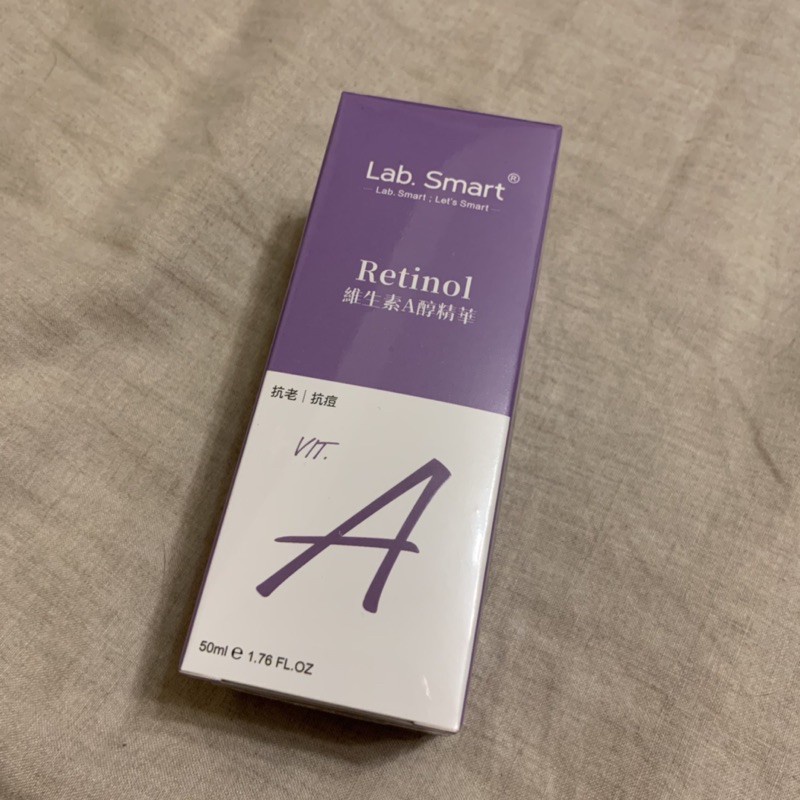 Lab. Smart®
Lab. Smart ; Let's Smart
Retinol
維生素A醇精華
抗老｜抗痘
VIT.
A
50ml ℮ 1.76 FL.OZ